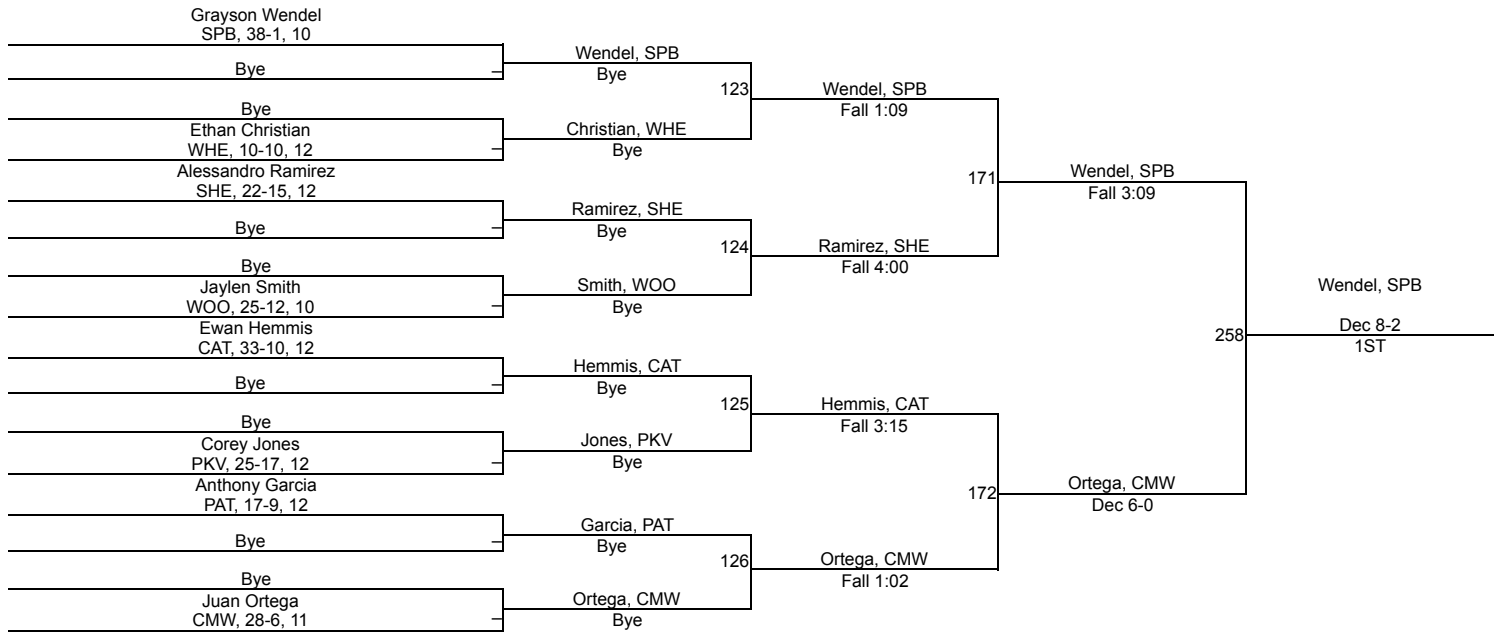 Grayson Wendel
SPB, 38-1, 10
Bye
Bye
Ethan Christian
WHE, 10-10, 12
Alessandro Ramirez
SHE, 22-15, 12
Bye
Bye
Jaylen Smith
WOO, 25-12, 10
Ewan Hemmis
CAT, 33-10, 12
Bye
Bye
Corey Jones
PKV, 25-17, 12
Anthony Garcia
PAT, 17-9, 12
Bye
Bye
Juan Ortega
CMW, 28-6, 11
Wendel, SPB
Bye
123
Christian, WHE
Bye
Ramirez, SHE
Bye
124
Smith, WOO
Bye
Hemmis, CAT
Bye
125
Jones, PKV
Bye
Garcia, PAT
Bye
126
Ortega, CMW
Bye
Wendel, SPB
Fall 1:09
171
Ramirez, SHE
Fall 4:00
Hemmis, CAT
Fall 3:15
172
Ortega, CMW
Fall 1:02
Wendel, SPB
Fall 3:09
258
Ortega, CMW
Dec 6-0
Wendel, SPB
Dec 8-2
1ST